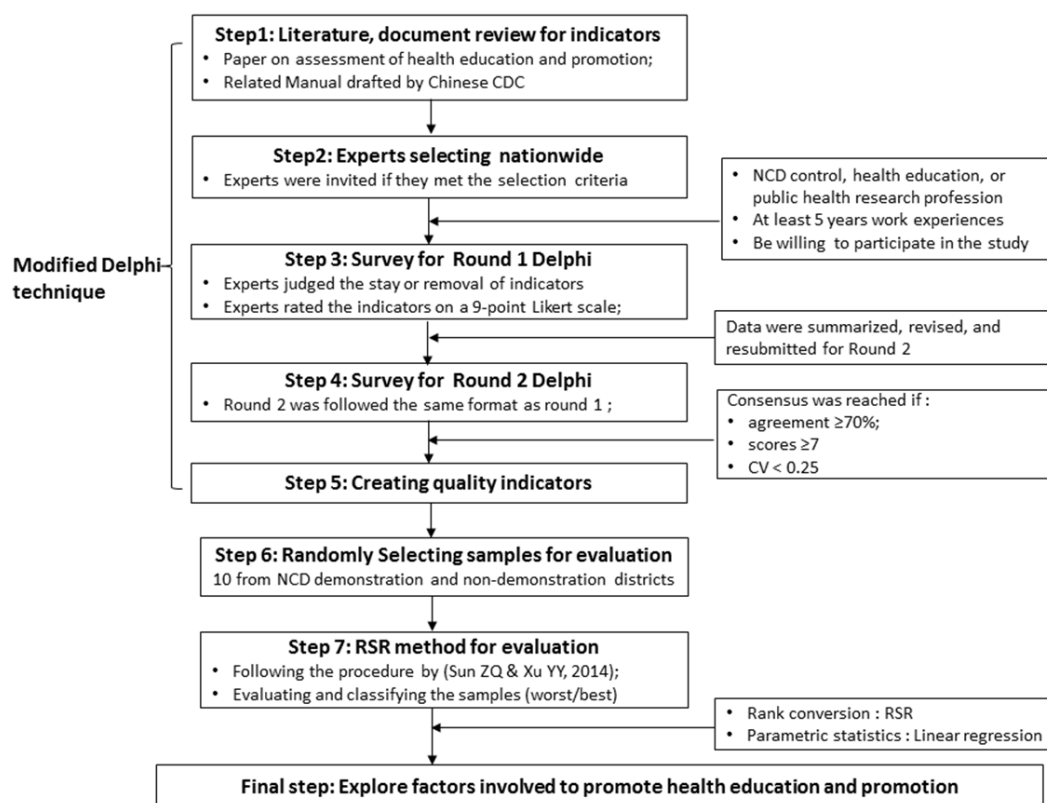 Step1: Literature, document review for indicators
• Paper on assessment of health education and promotion;
• Related Manual drafted by Chinese CDC
Step2: Experts selecting nationwide
• Experts were invited if they met the selection criteria
• NCD control, health education, or
public health research profession
• At least 5 years work experiences
• Be willing to participate in the study
Modified Delphi
technique
Step 3: Survey for Round 1 Delphi
• Experts judged the stay or removal of indicators
• Experts rated the indicators on a 9-point Likert scale;
Data were summarized, revised, and
resubmitted for Round 2
Step 4: Survey for Round 2 Delphi
• Round 2 was followed the same format as round 1 ;
Consensus was reached if :
• agreement ≥70%;
• scores ≥7
• CV < 0.25
Step 5: Creating quality indicators
Step 6: Randomly Selecting samples for evaluation
10 from NCD demonstration and non-demonstration districts
Step 7: RSR method for evaluation
• Following the procedure by (Sun ZQ & Xu YY, 2014);
• Evaluating and classifying the samples (worst/best)
• Rank conversion : RSR
• Parametric statistics : Linear regression
Final step: Explore factors involved to promote health education and promotion